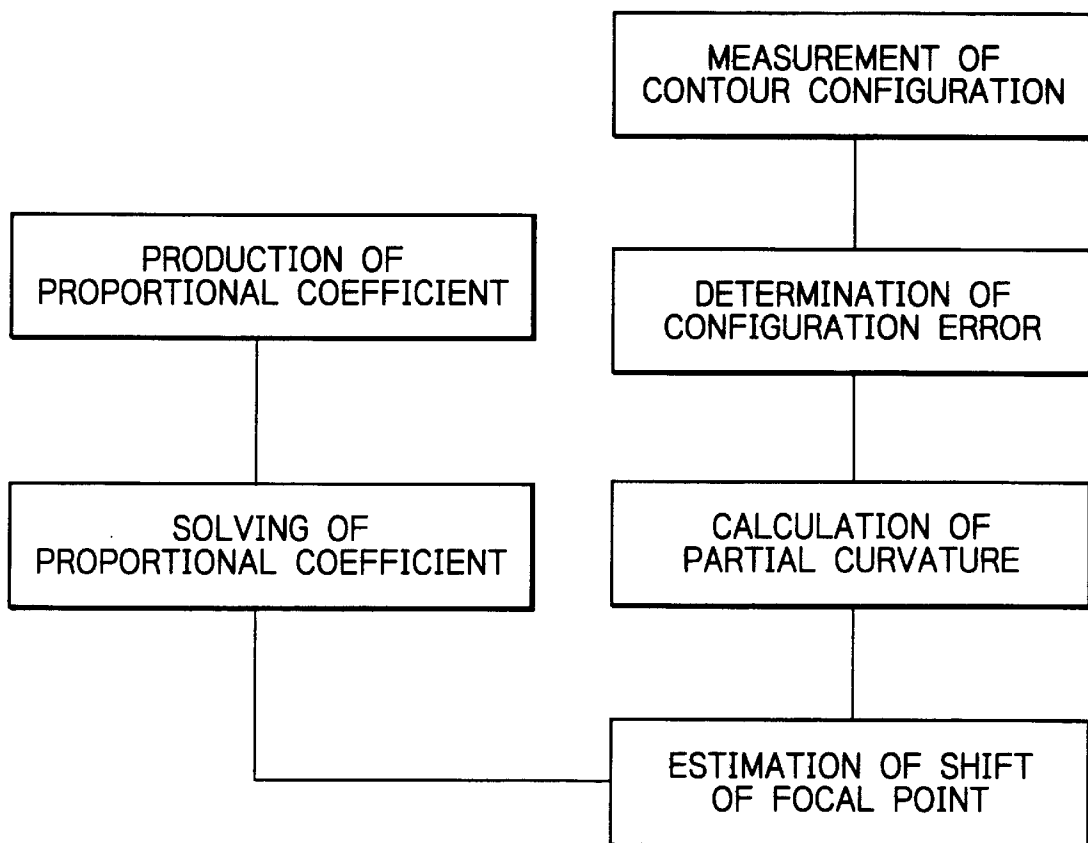 MEASUREMENT OF
CONTOUR CONFIGURATION
PRODUCTION OF
PROPORTIONAL COEFFICIENT
DETERMINATION OF
CONFIGURATION ERROR
SOLVING OF
PROPORTIONAL COEFFICIENT
CALCULATION OF
PARTIAL CURVATURE
ESTIMATION OF SHIFT
OF FOCAL POINT